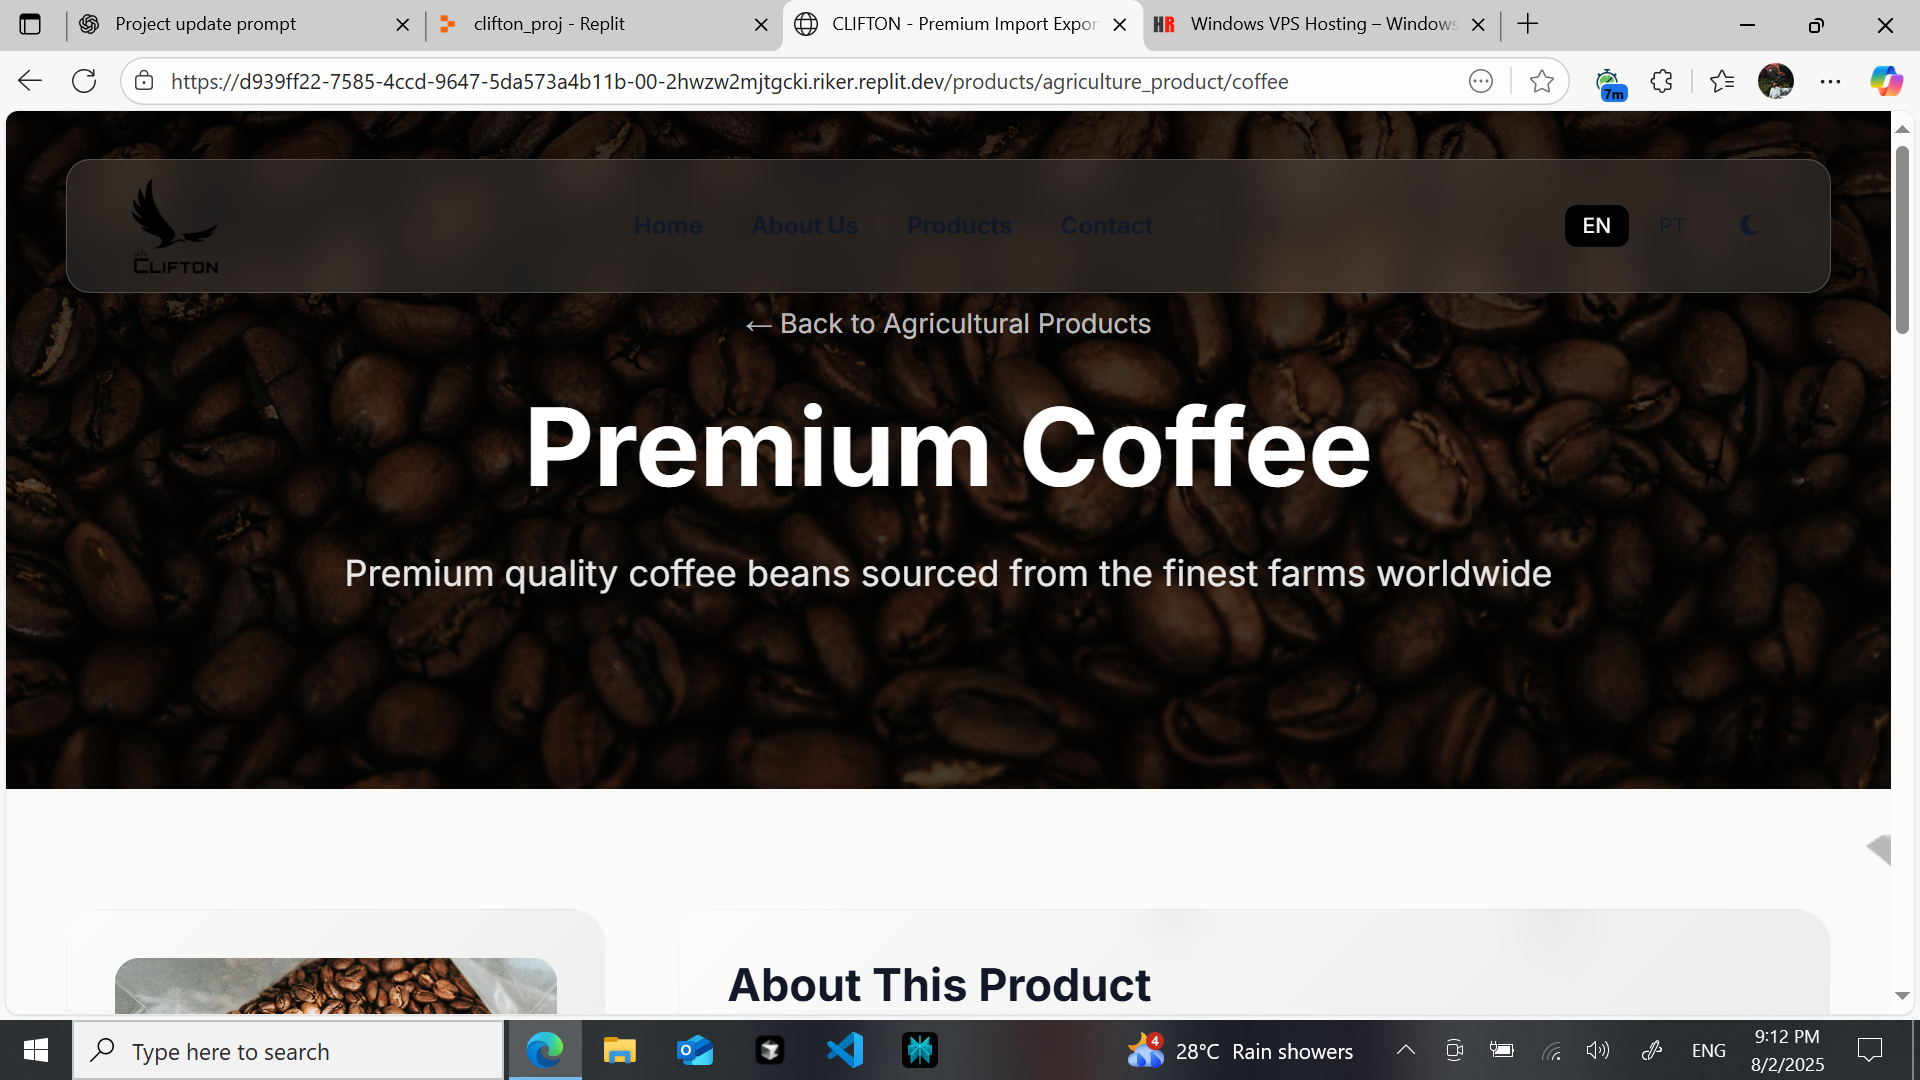 Project update prompt
clifton_proj - Replit
CLIFTON - Premium Import Expor
Windows VPS Hosting – Windows
https://d939ff22-7585-4ccd-9647-5da573a4b11b-00-2hwzw2mjtgcki.riker.replit.dev/products/agriculture_product/coffee
7m
CLIFTON
Home
About Us
Products
Contact
EN
PT
← Back to Agricultural Products
Premium Coffee
Premium quality coffee beans sourced from the finest farms worldwide
About This Product
Type here to search
4
28°C Rain showers
ENG
9:12 PM
8/2/2025